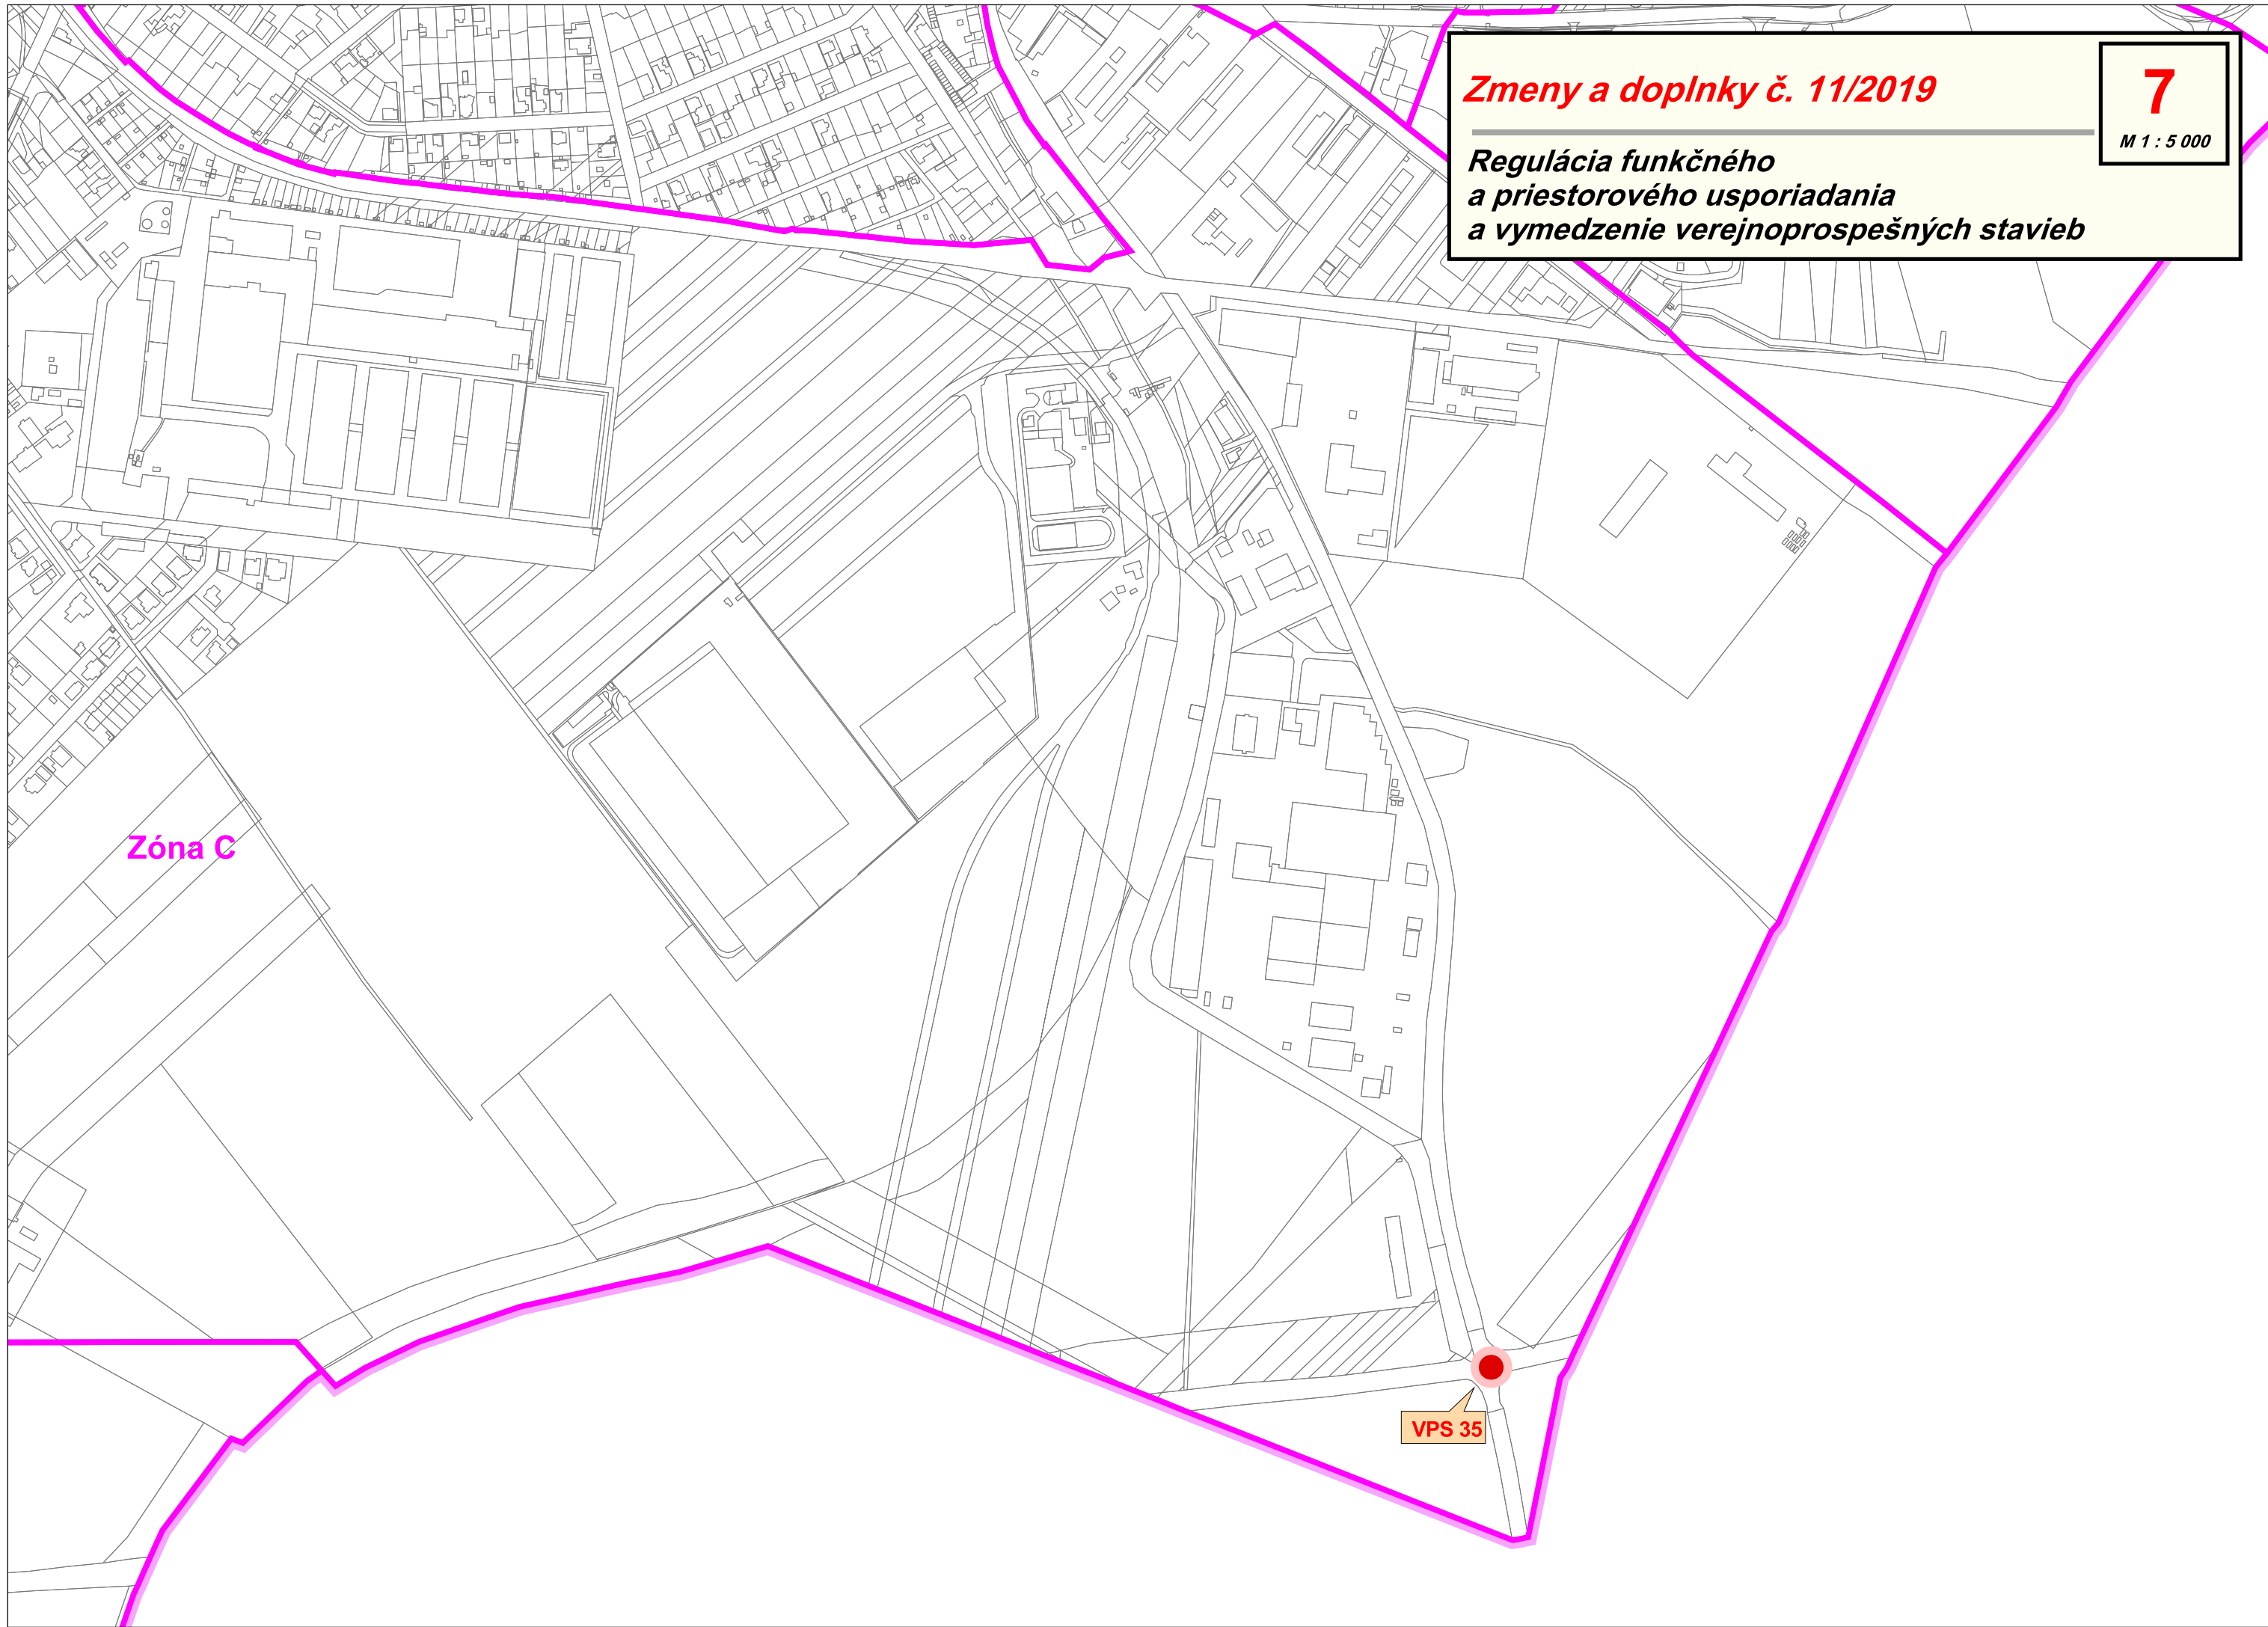 Zmeny a doplnky č. 11/2019
7
M 1 : 5 000
Regulácia funkčného
a priestorového usporiadania
a vymedzenie verejnoprospešných stavieb
Zóna C
VPS 35